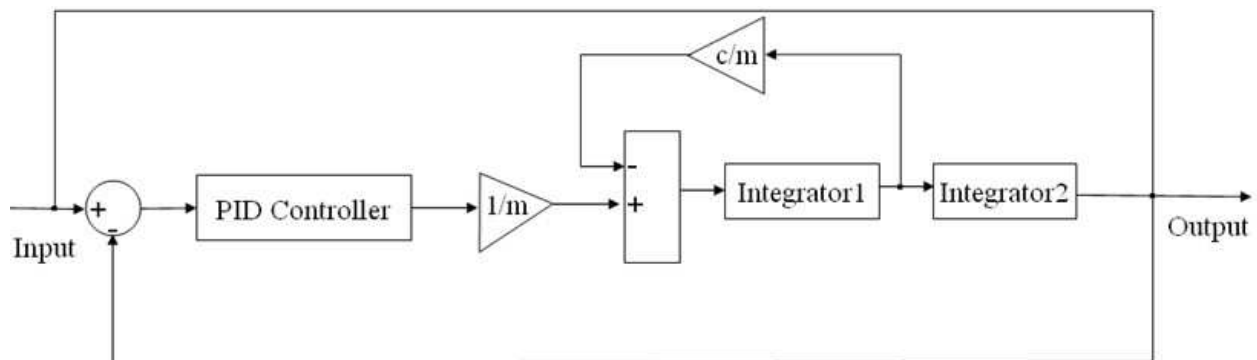 c/m
-
+
Integrator1
Integrator2
+
-
PID Controller
1/m
Input
Output